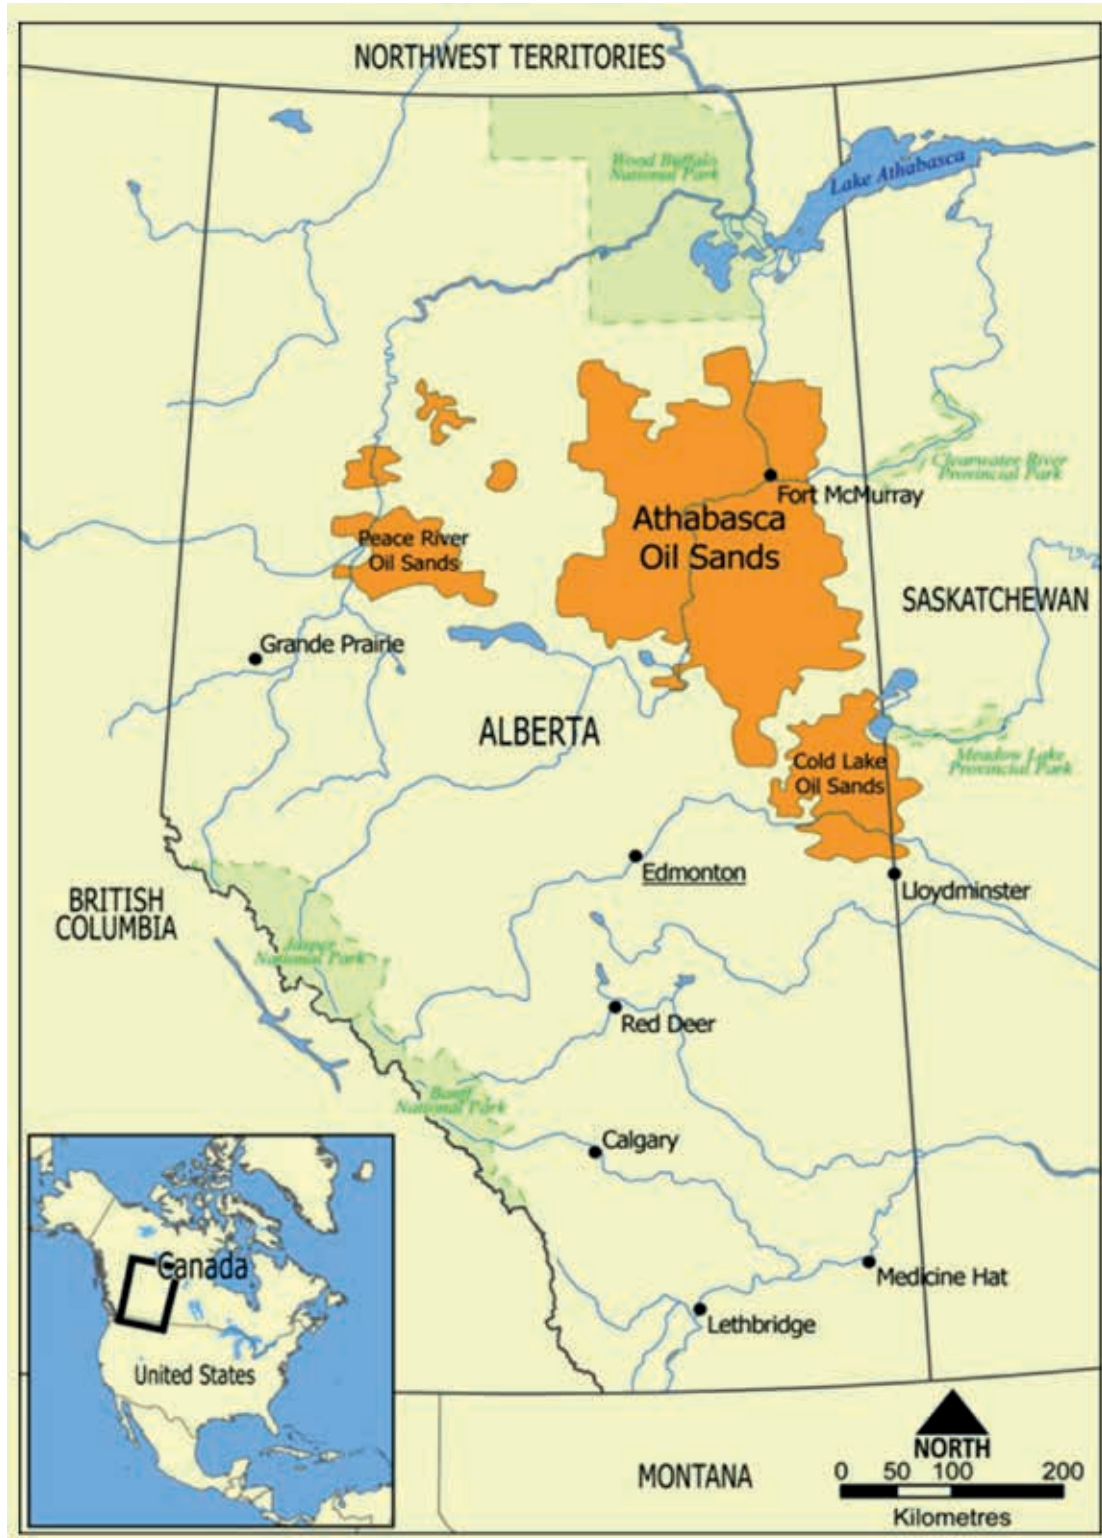 NORTHWEST TERRITORIES
Wood Buffalo
National Park
Lake Athabasca
Clearwater River
Provincial Park
Fort McMurray
Athabasca
Oil Sands
Peace River
Oil Sands
SASKATCHEWAN
Grande Prairie
ALBERTA
Meadow Lake
Provincial Park
Cold Lake
Oil Sands
Edmonton
Lloydminster
BRITISH
COLUMBIA
Jasper
National Park
Red Deer
Banff
National Park
Calgary
Canada
Medicine Hat
Lethbridge
United States
NORTH
MONTANA
0 50 100 200
Kilometres